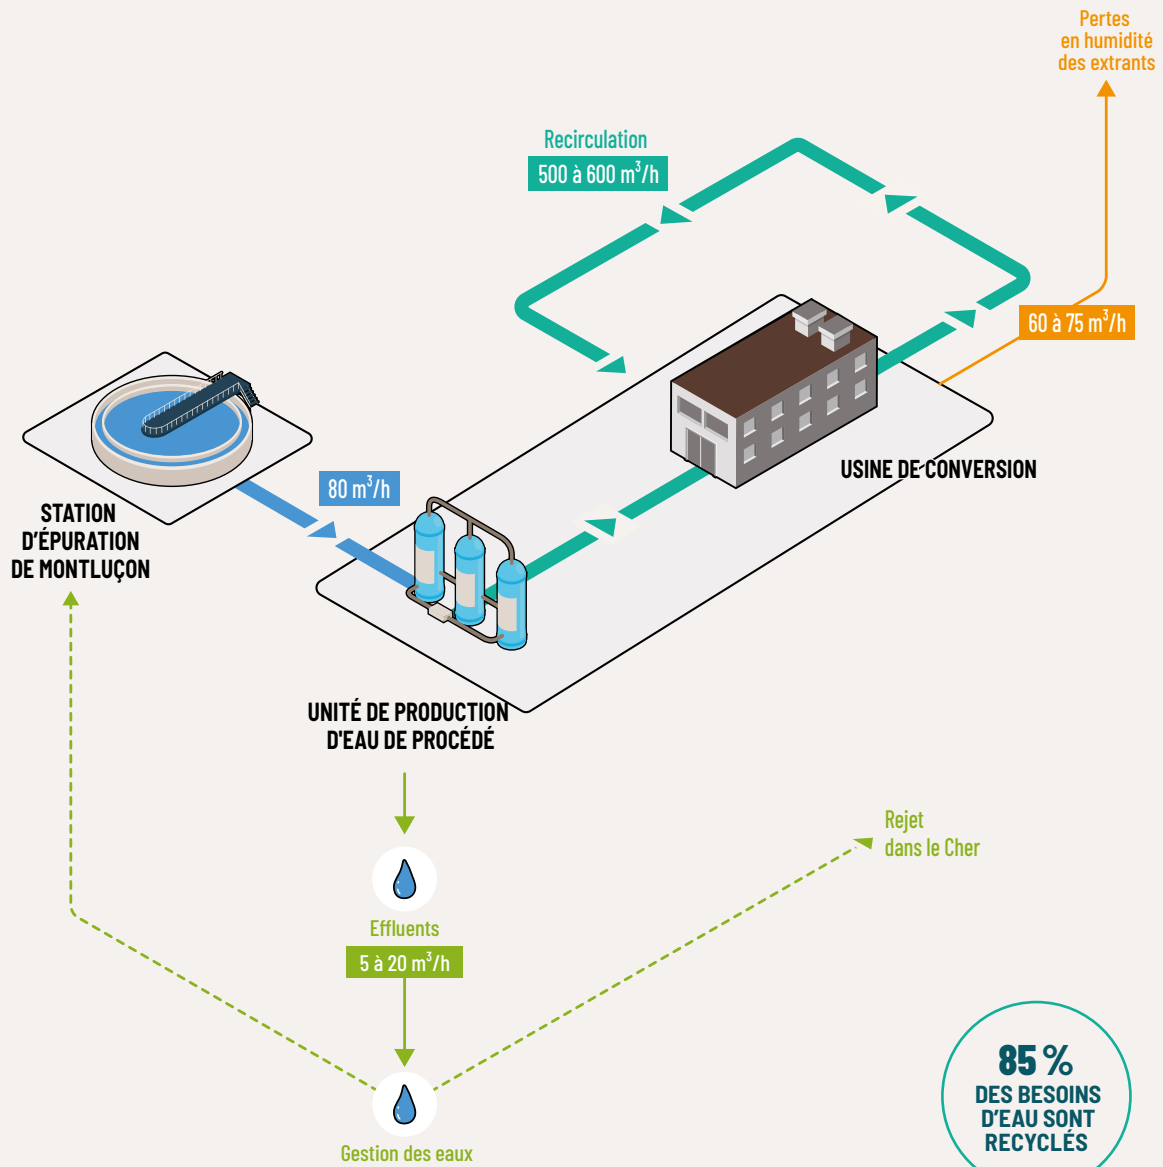 Pertes
en humidité
des extrants
Recirculation
500 à 600 m³/h
60 à 75 m³/h
USINE DE CONVERSION
80 m³/h
STATION
D'ÉPURATION
DE MONTLUÇON
UNITÉ DE PRODUCTION
D'EAU DE PROCÉDÉ
Rejet
dans le Cher
Effluents
5 à 20 m³/h
85 %
DES BESOINS
D'EAU SONT
RECYCLÉS
Gestion des eaux